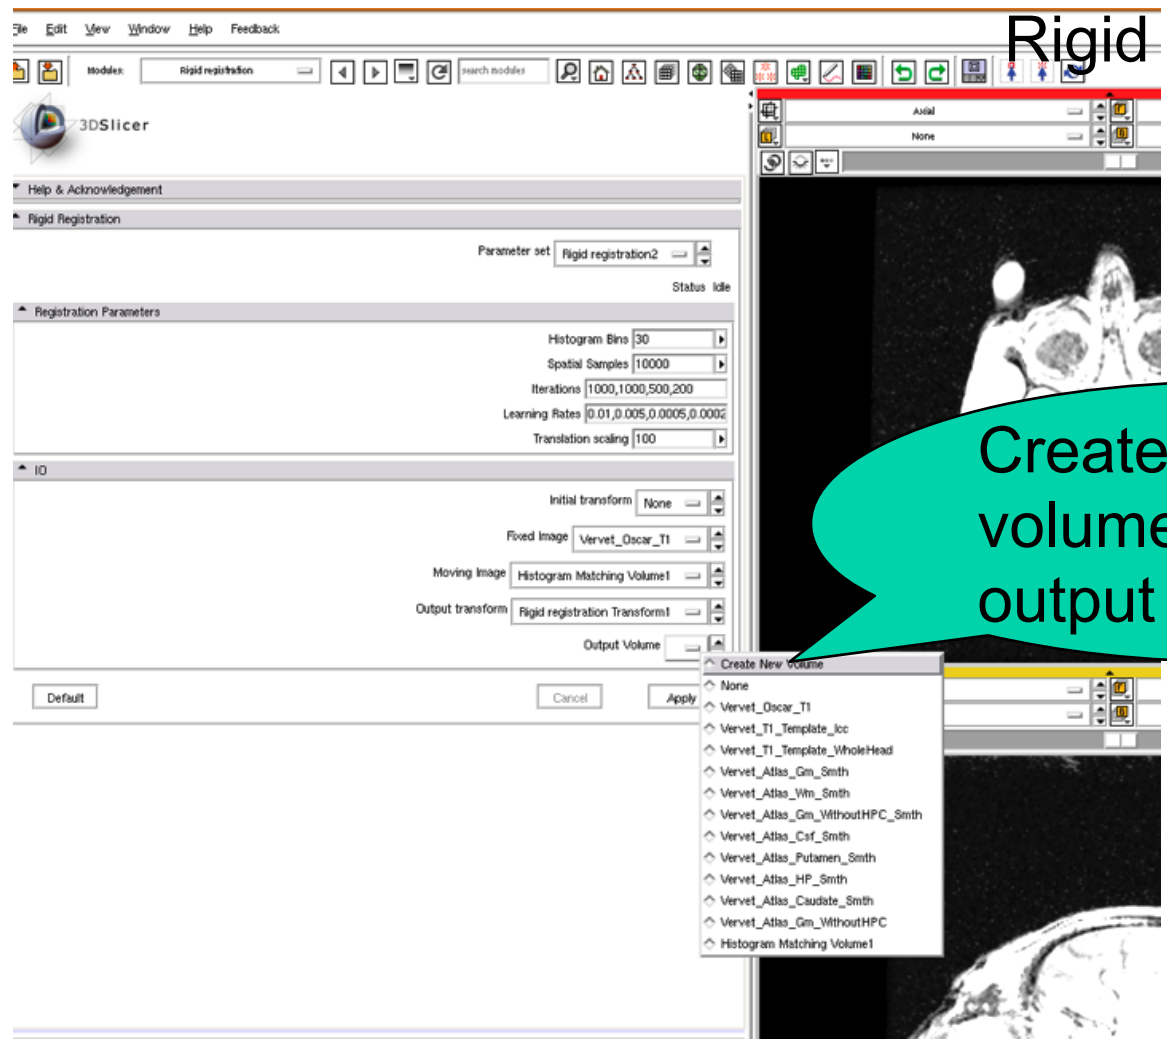 Rigid
File Edit View Window Help Feedback
Modules: Rigid registration search modules
3DSlicer
Help & Acknowledgement
Rigid Registration
Parameter set Rigid registration2
Status Idle
Registration Parameters
Histogram Bins 30
Spatial Samples 10000
Iterations 1000,1000,500,200
Learning Rates 0.01,0.005,0.0005,0.0002
Translation scaling 100
IO
Initial transform None
Fixed Image Vervet_Oscar_T1
Moving Image Histogram Matching Volume1
Output transform Rigid registration Transform1
Output Volume
Default Cancel Apply
Create New Volume
None
Vervet_Oscar_T1
Vervet_T1_Template_Icc
Vervet_T1_Template_WholeHead
Vervet_Atlas_Gm_Smth
Vervet_Atlas_Wm_Smth
Vervet_Atlas_Gm_WithoutHPC_Smth
Vervet_Atlas_Csf_Smth
Vervet_Atlas_Putamen_Smth
Vervet_Atlas_HP_Smth
Vervet_Atlas_Caudate_Smth
Vervet_Atlas_Gm_WithoutHPC
Histogram Matching Volume1
Axial
None
Create
volume
output